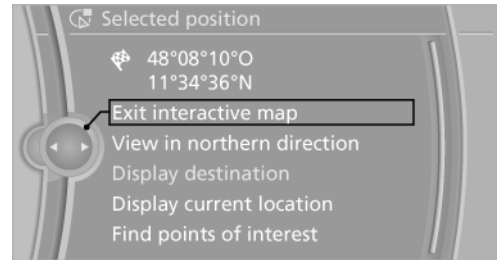 Selected position
48°08'10"O
11°34'36"N
Exit interactive map
View in northern direction
Display destination
Display current location
Find points of interest